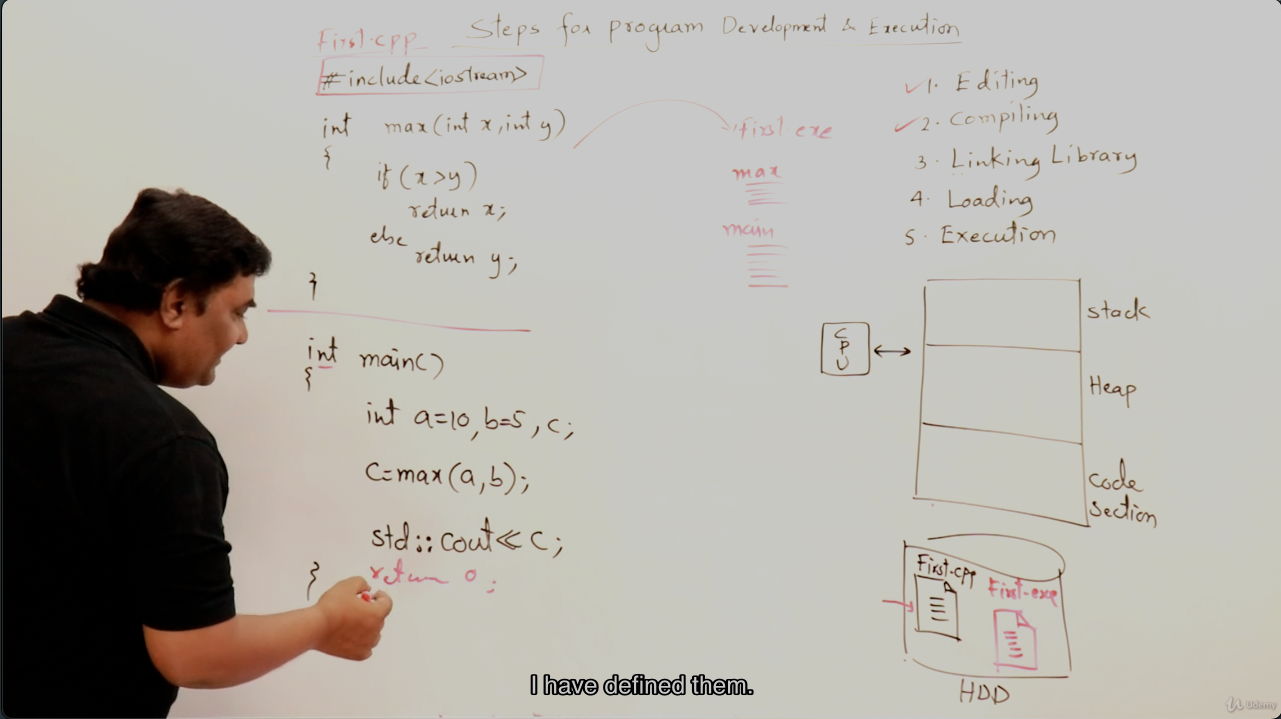 Steps for program Development & Execution
First.cpp
#include<iostream>
int max(int x, int y)
{
if (x>y)
return x;
else
return y;
}
int main()
{
int a=10, b=5, c;
C=max(a,b);
std::cout<< c;
return 0;
}
First exe
max
main
1. Editing
2. Compiling
3. Linking Library
4. Loading
5. Execution
CPU
stack
Heap
code
section
First.cpp
First.exe
HDD
I have defined them.
Udemy